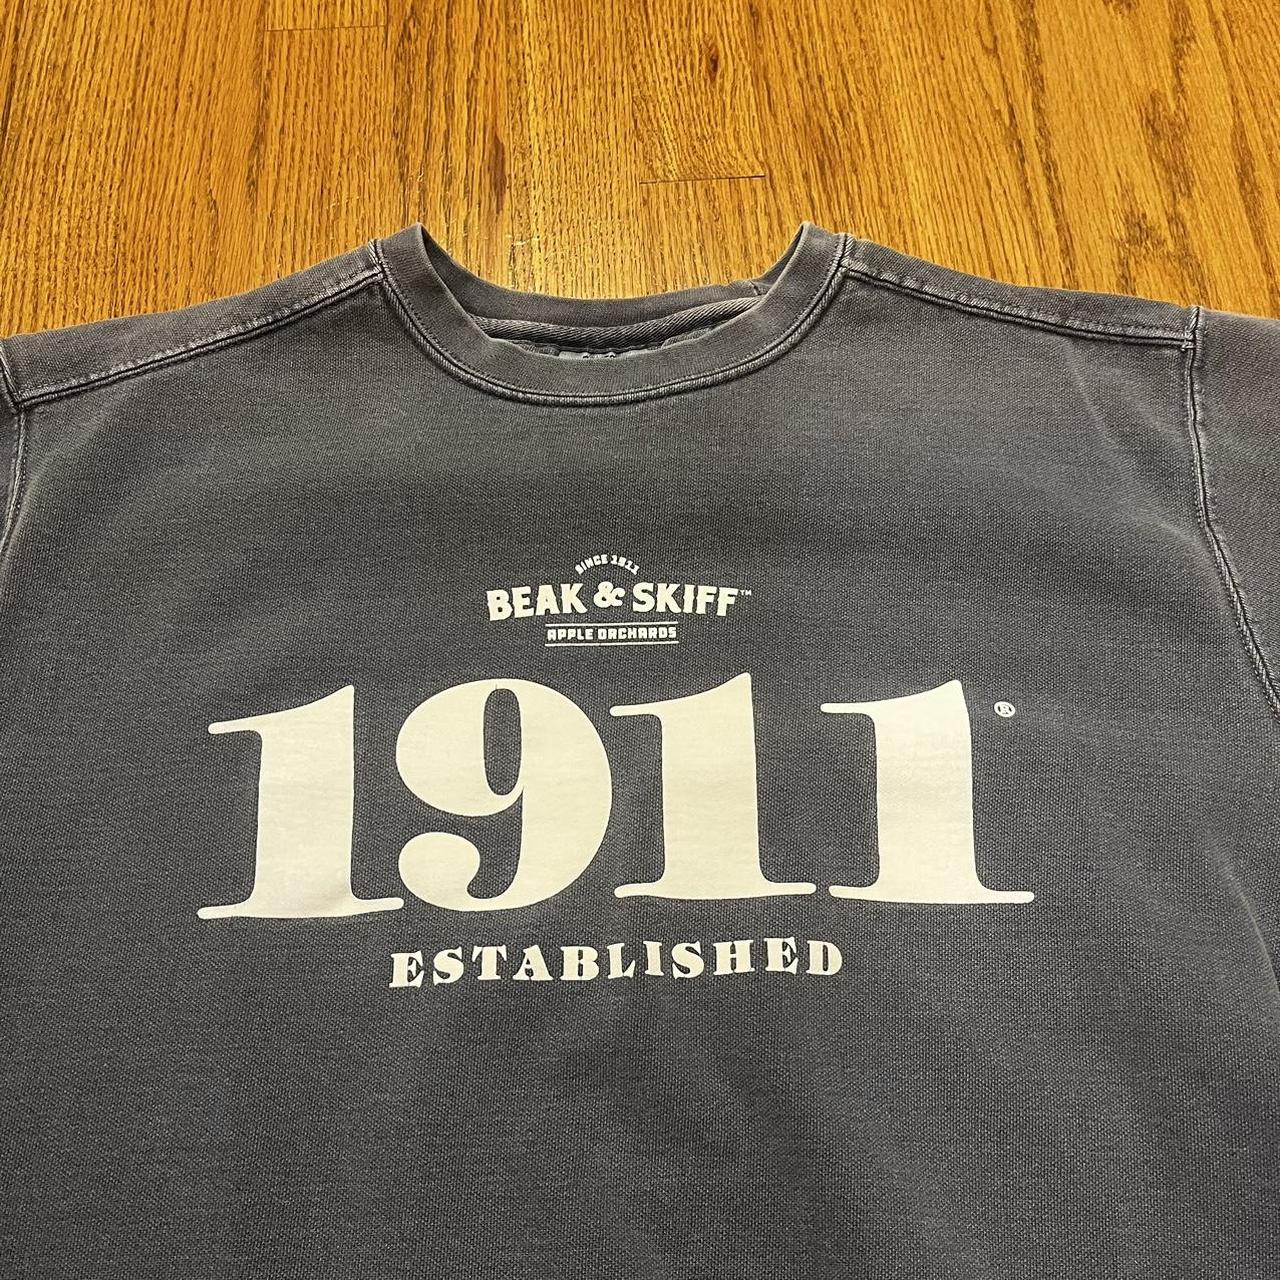 SINCE 1911
BEAK & SKIFF™
APPLE ORCHARDS
1911®
ESTABLISHED